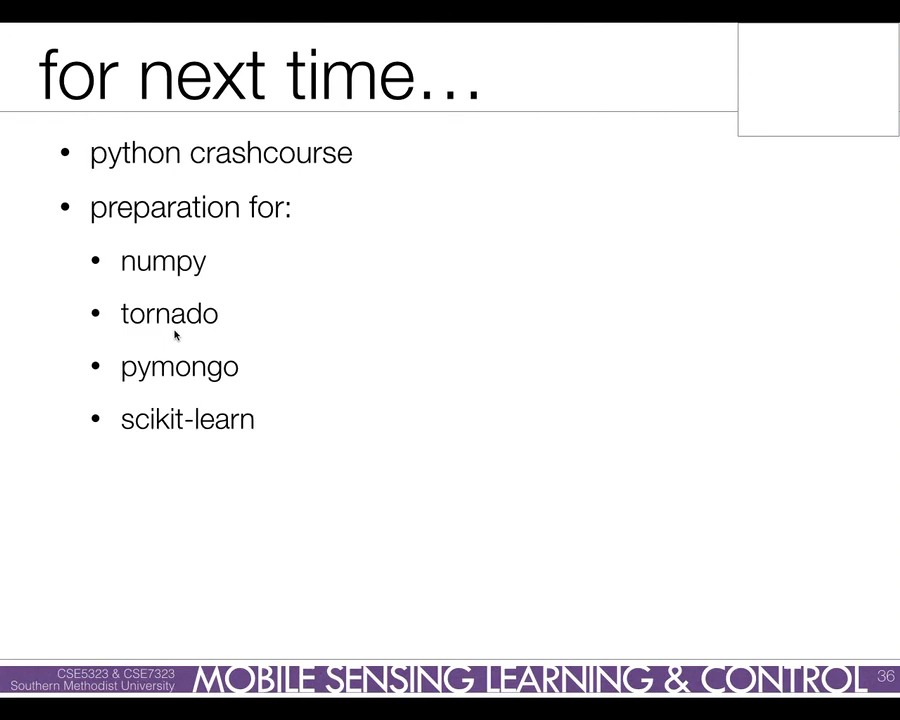 for next time…
• python crashcourse
• preparation for:
• numpy
• tornado
• pymongo
• scikit-learn
CSE5323 & CSE7323
Southern Methodist University
MOBILE SENSING LEARNING & CONTROL
36